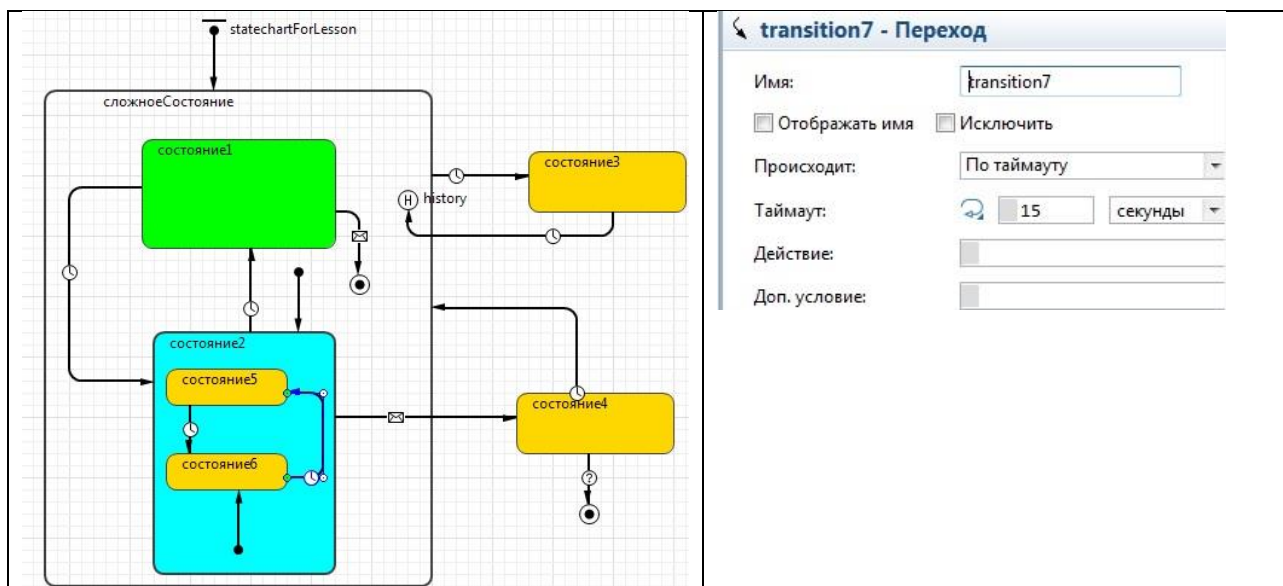 statechartForLesson
сложноеСостояние
состояние1
состояние3
H history
состояние2
состояние5
состояние4
?
состояние6
transition7 - Переход
Имя: transition7
Отображать имя Исключить
Происходит: По таймауту
Таймаут: 15 секунды
Действие:
Доп. условие: